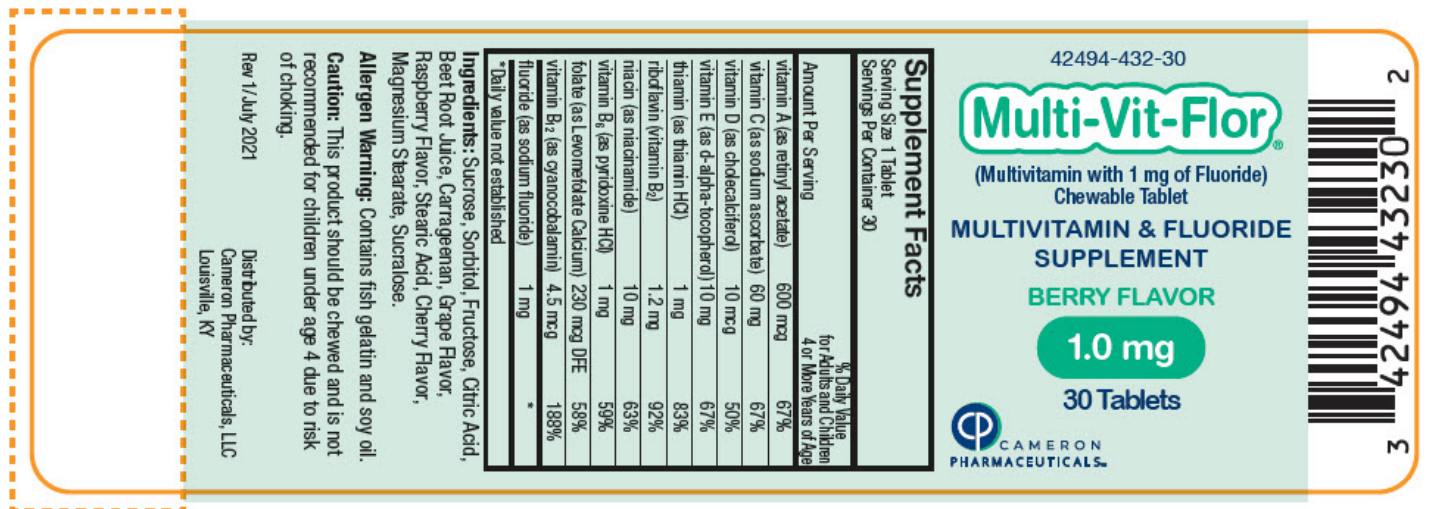 42494-432-30
Multi-Vit-Flor®
(Multivitamin with 1 mg of Fluoride)
Chewable Tablet
MULTIVITAMIN & FLUORIDE
SUPPLEMENT
BERRY FLAVOR
1.0 mg
30 Tablets
CP
CAMERON
PHARMACEUTICALS℠
3 42494 43230 2
Supplement Facts
Serving Size 1 Tablet
Servings Per Container 30
Amount Per Serving % Daily Value
for Adults and Children
4 or More Years of Age
vitamin A (as retinyl acetate) 600 mcg 67%
vitamin C (as sodium ascorbate) 60 mg 67%
vitamin D (as cholecalciferol) 10 mcg 50%
vitamin E (as d-alpha-tocopherol) 10 mg 67%
thiamin (as thiamin HCl) 1 mg 83%
riboflavin (vitamin B₂) 1.2 mg 92%
niacin (as niacinamide) 10 mg 63%
vitamin B₆ (as pyridoxine HCl) 1 mg 59%
folate (as Levomefolate Calcium) 230 mcg DFE 58%
vitamin B₁₂ (as cyanocobalamin) 4.5 mcg 188%
fluoride (as sodium fluoride) 1 mg *
*Daily value not established
Ingredients: Sucrose, Sorbitol, Fructose, Citric Acid,
Beet Root Juice, Carrageenan, Grape Flavor,
Raspberry Flavor, Stearic Acid, Cherry Flavor,
Magnesium Stearate, Sucralose.
Allergen Warning: Contains fish gelatin and soy oil.
Caution: This product should be chewed and is not
recommended for children under age 4 due to risk
of choking.
Rev 1/July 2021
Distributed by:
Cameron Pharmaceuticals, LLC
Louisville, KY